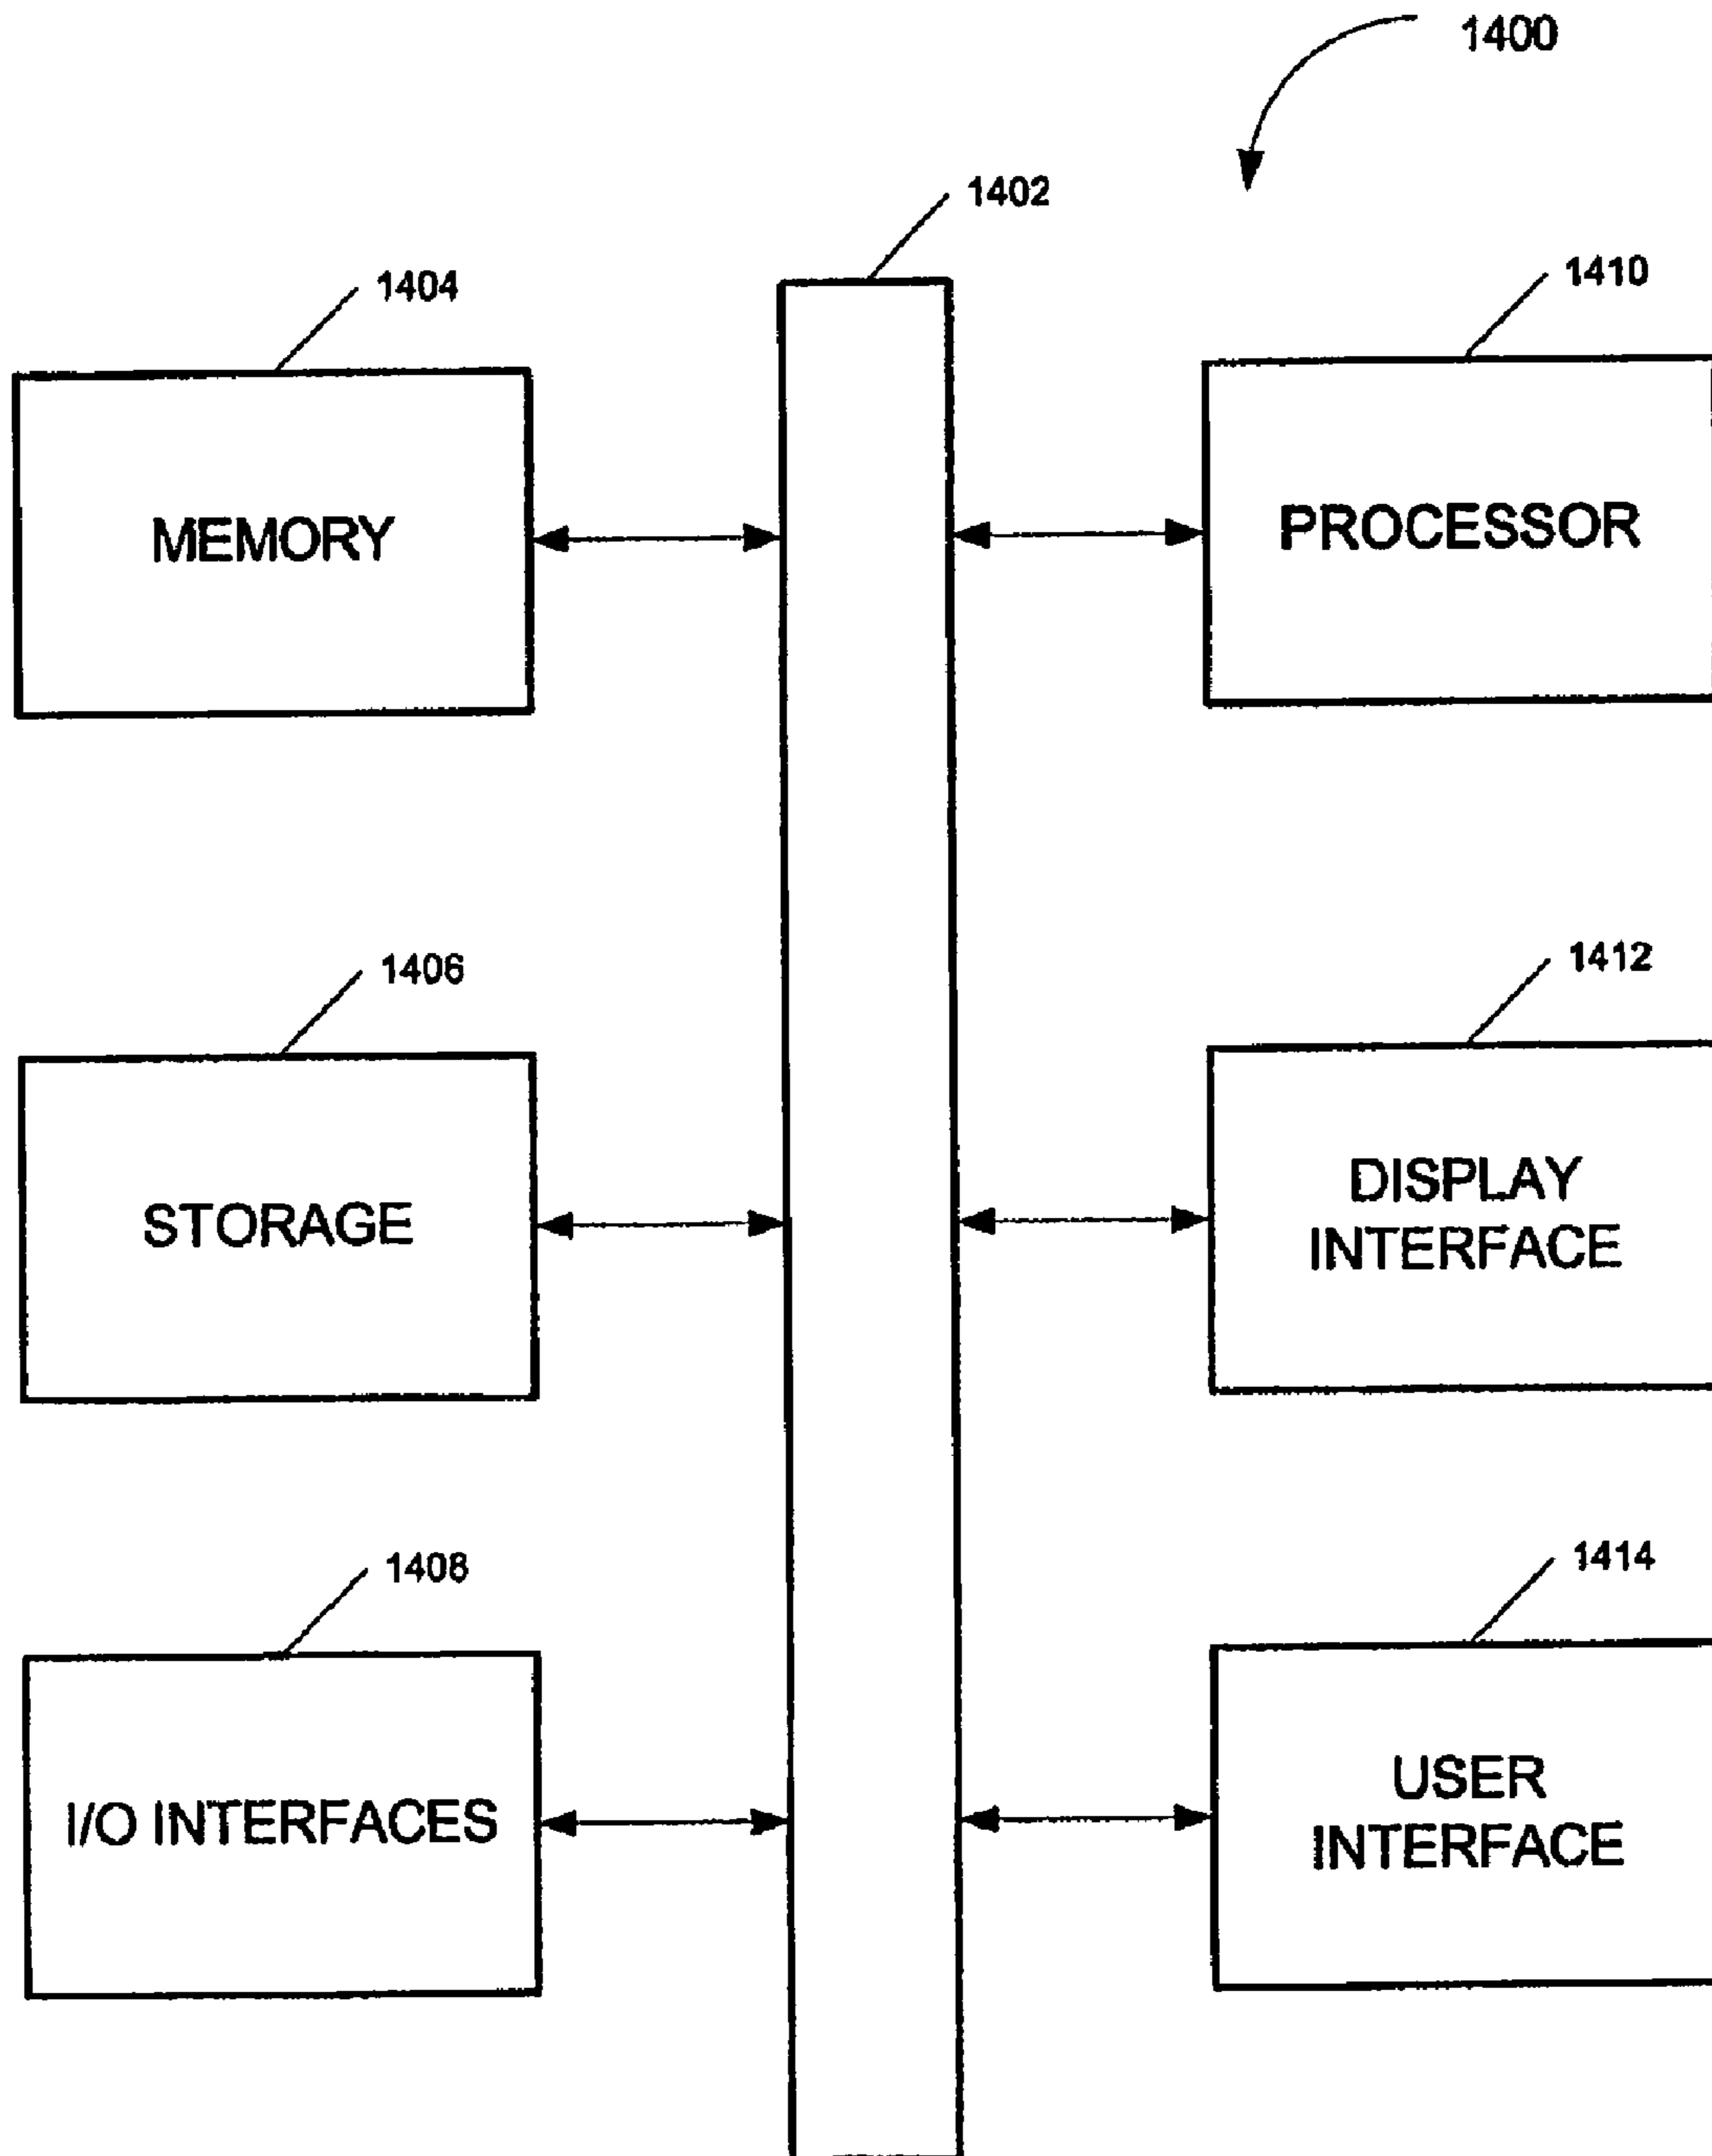 1400
1402
1404
1410
MEMORY
PROCESSOR
1406
1412
STORAGE
DISPLAY
INTERFACE
1408
1414
I/O INTERFACES
USER
INTERFACE